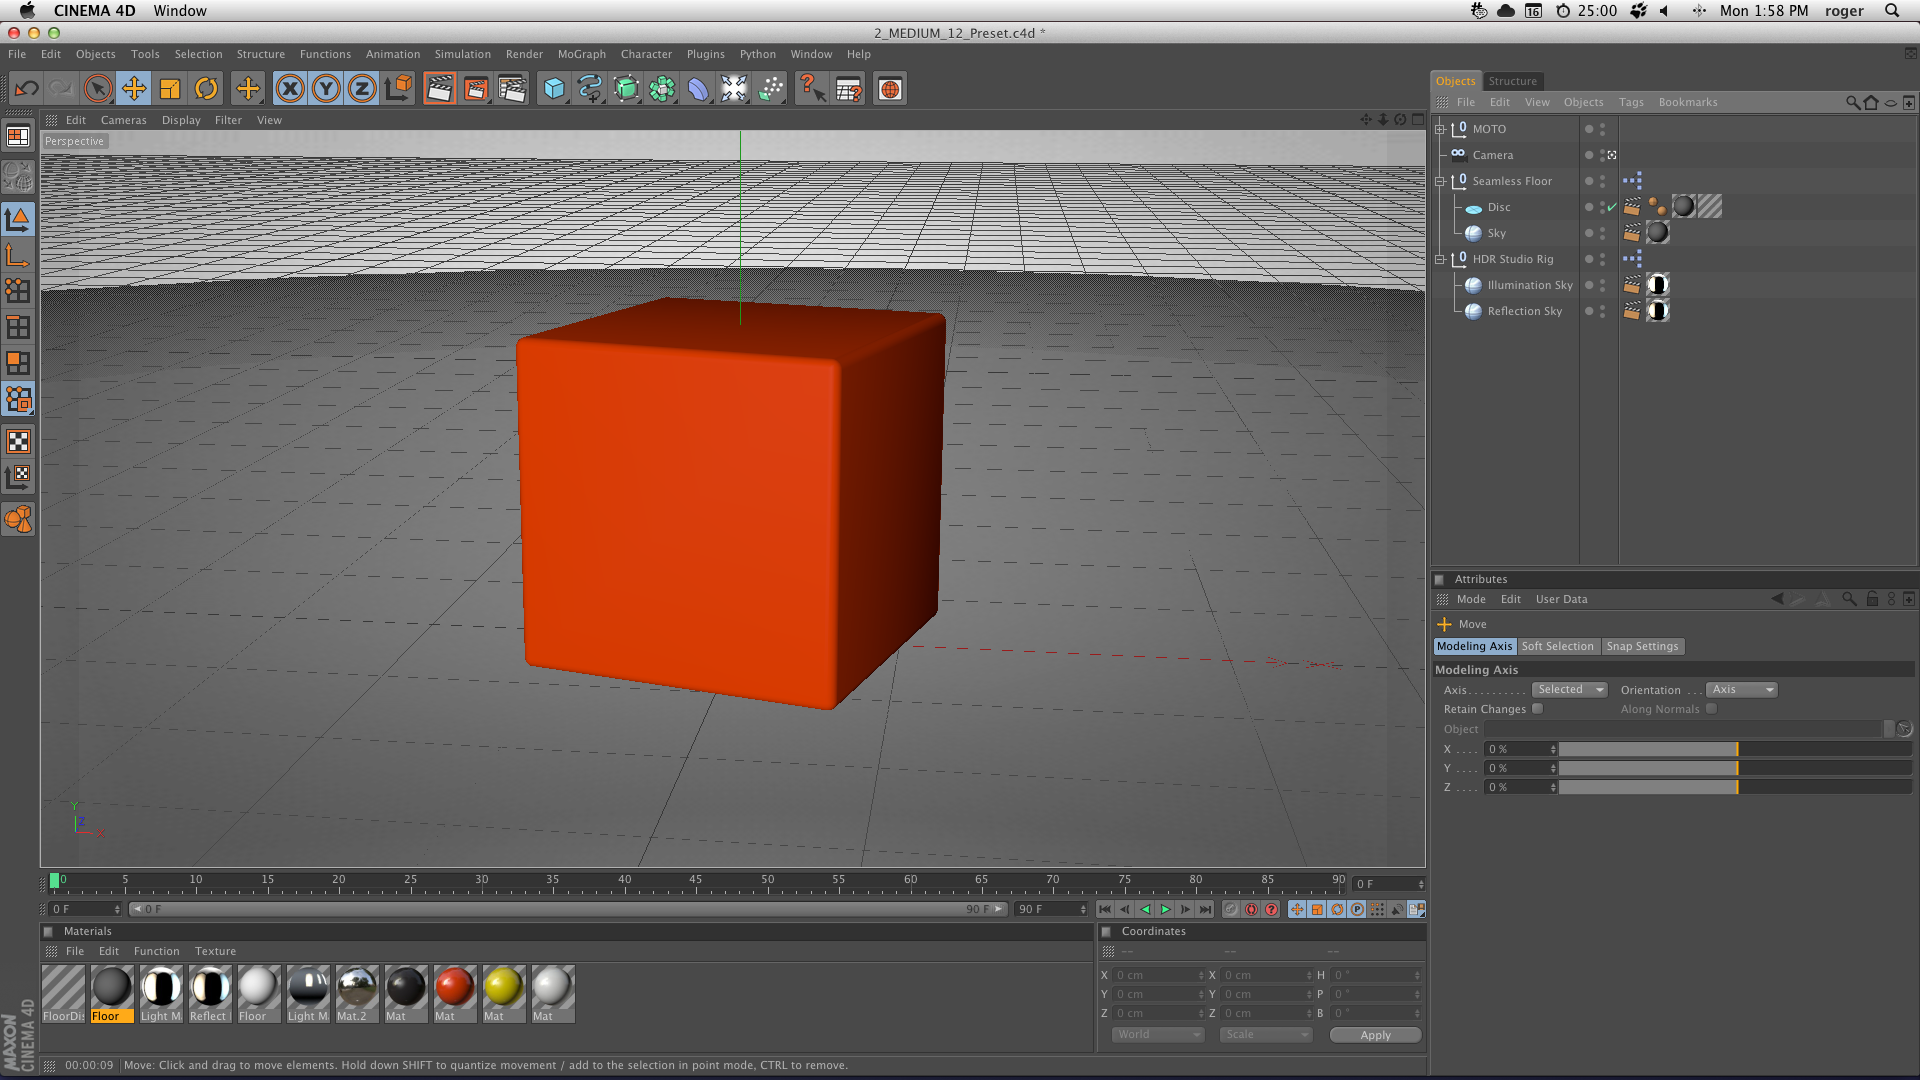 CINEMA 4D Window
16 25:00 Mon 1:58 PM roger
2_MEDIUM_12_Preset.c4d *
File Edit Objects Tools Selection Structure Functions Animation Simulation Render MoGraph Character Plugins Python Window Help
X Y Z
Edit Cameras Display Filter View
Perspective
Y
Z
X
0 5 10 15 20 25 30 35 40 45 50 55 60 65 70 75 80 85 90
0 F
0 F
0 F
90 F
90 F
P
Materials
File Edit Function Texture
FloorDis
Floor
Light M.
Reflect
Floor
Light M.
Mat.2
Mat
Mat
Mat
Mat
Coordinates
-- -- --
X 0 cm X 0 cm H 0 °
Y 0 cm Y 0 cm P 0 °
Z 0 cm Z 0 cm B 0 °
World Scale Apply
MAXON
CINEMA 4D
00:00:09 Move: Click and drag to move elements. Hold down SHIFT to quantize movement / add to the selection in point mode, CTRL to remove.
Objects Structure
File Edit View Objects Tags Bookmarks
MOTO
Camera
Seamless Floor
Disc
Sky
HDR Studio Rig
Illumination Sky
Reflection Sky
Attributes
Mode Edit User Data
Move
Modeling Axis Soft Selection Snap Settings
Modeling Axis
Axis.......... Selected Orientation ... Axis
Retain Changes Along Normals
Object
X .... 0 %
Y .... 0 %
Z .... 0 %